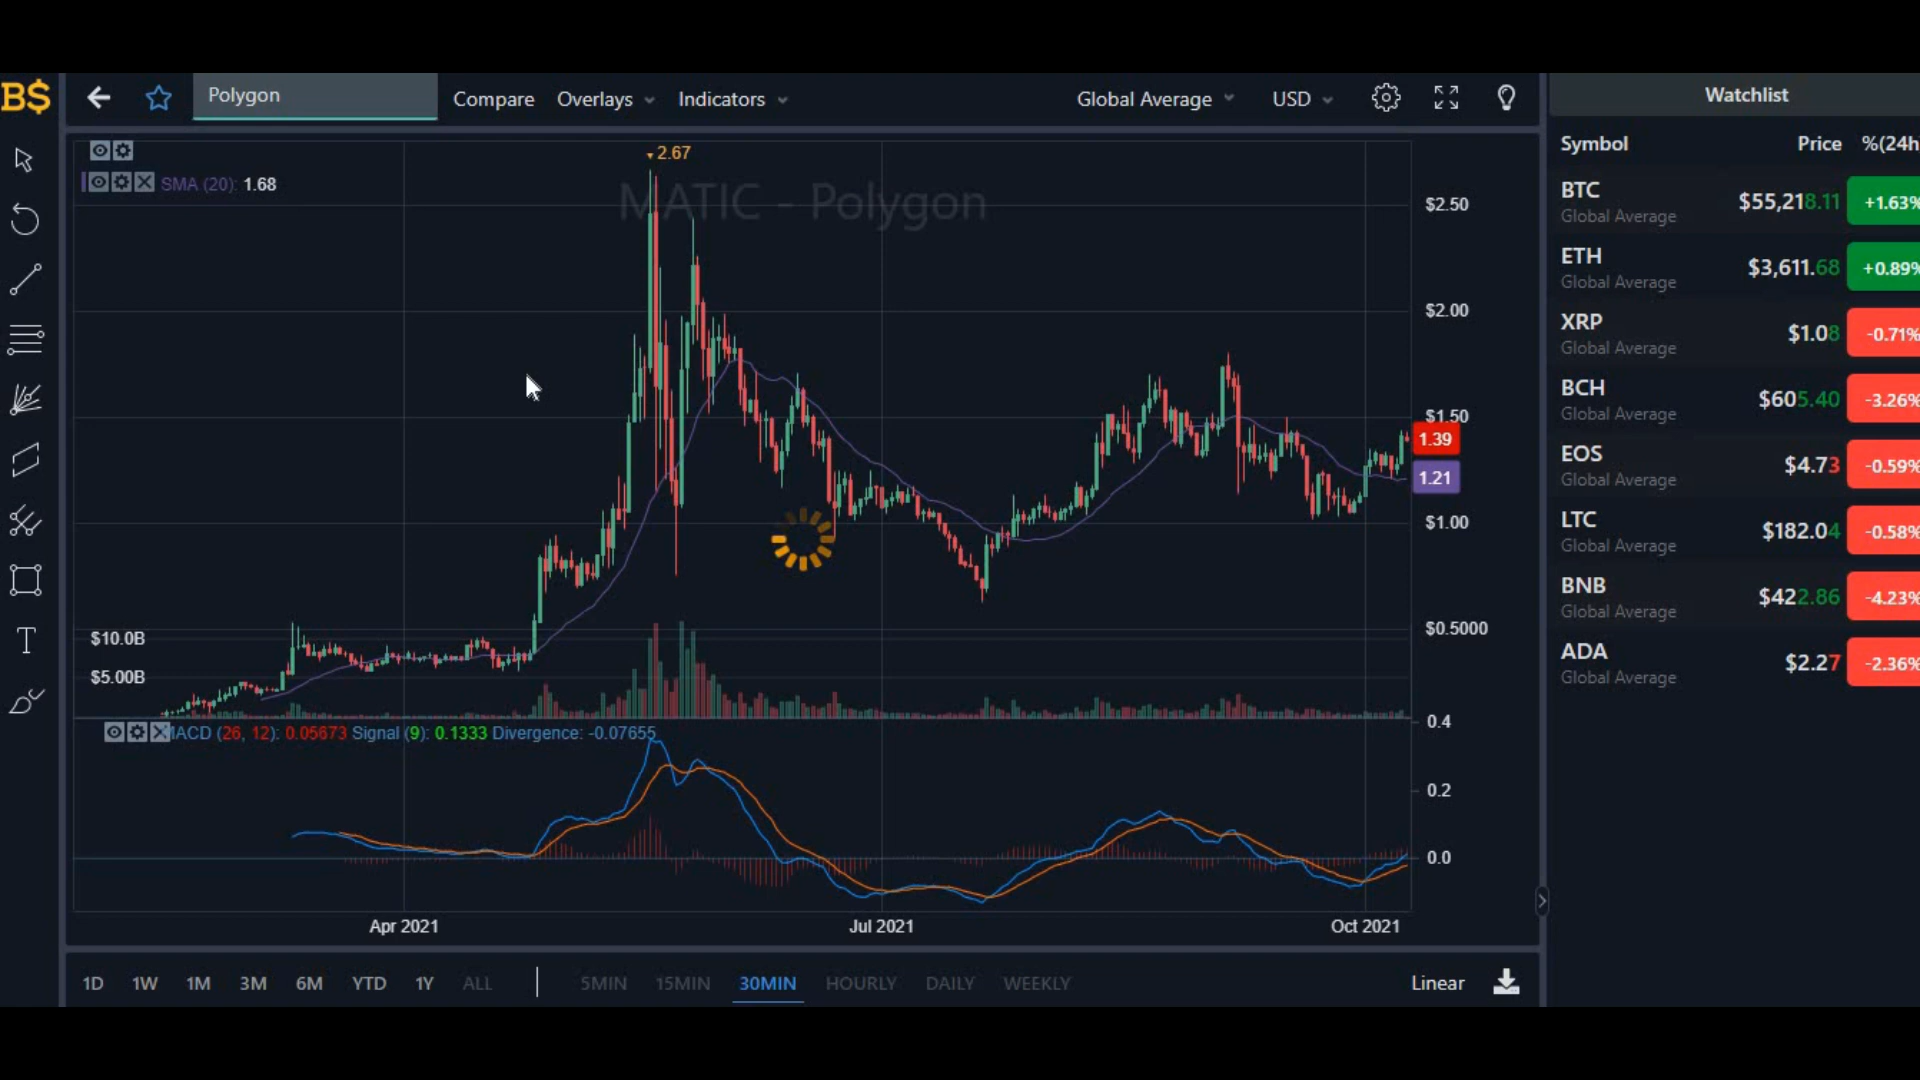 B$
Polygon
Compare Overlays Indicators
Global Average USD
Watchlist
2.67
SMA (20): 1.68
MATIC - Polygon
$2.50
$2.00
$1.50
1.39
1.21
$1.00
$0.5000
$10.0B
$5.00B
MACD (26, 12): 0.05673 Signal (9): 0.1333 Divergence: -0.07655
0.4
0.2
0.0
Apr 2021 Jul 2021 Oct 2021
1D 1W 1M 3M 6M YTD 1Y ALL 5MIN 15MIN 30MIN HOURLY DAILY WEEKLY Linear
Symbol Price %(24h
BTC $55,218.11 +1.63%
Global Average
ETH $3,611.68 +0.89%
Global Average
XRP $1.08 -0.71%
Global Average
BCH $605.40 -3.26%
Global Average
EOS $4.73 -0.59%
Global Average
LTC $182.04 -0.58%
Global Average
BNB $422.86 -4.23%
Global Average
ADA $2.27 -2.36%
Global Average
T